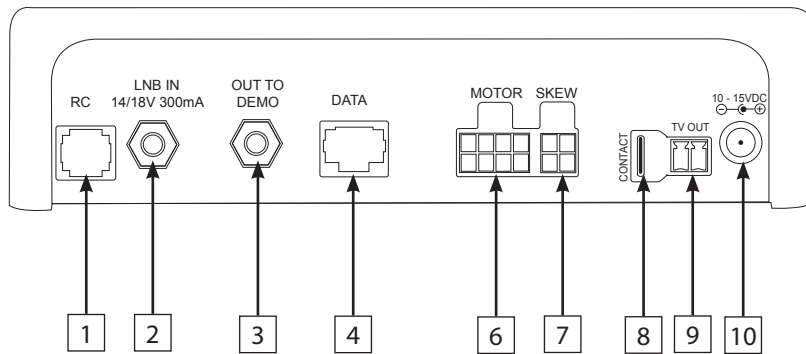 RC
LNB IN
14/18V 300mA
OUT TO
DEMO
DATA
MOTOR
SKEW
CONTACT
TV OUT
10 - 15VDC
1
2
3
4
6
7
8
9
10